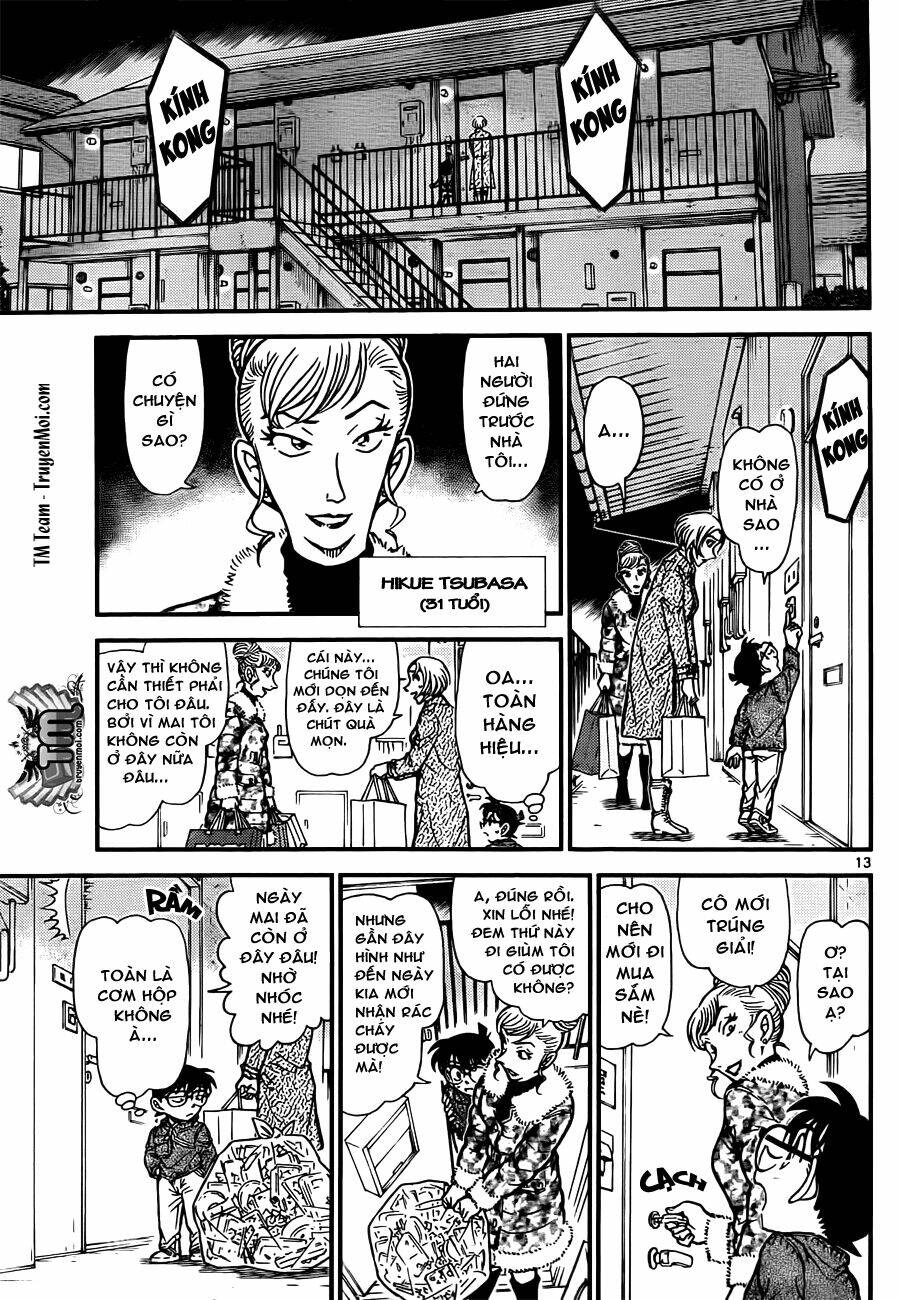 KÍNH
KONG
KÍNH
KONG
KÍNH
KONG
A...
KHÔNG
CÓ Ở
NHÀ
SAO
...
HAI
NGƯỜI
ĐỨNG
TRƯỚC
NHÀ
TÔI...
CÓ
CHUYỆN
GÌ
SAO?
HIKUE TSUBASA
(31 TUỔI)
OA...
TOÀN
HÀNG
HIỆU...
CÁI NÀY...
CHÚNG TÔI
MỚI DỌN ĐẾN
ĐẤY. ĐÂY LÀ
CHÚT QUÀ
MỌN.
VẬY THÌ KHÔNG
CẦN THIẾT PHẢI
CHO TÔI ĐÂU.
BỞI VÌ MAI TÔI
KHÔNG CÒN
Ở ĐÂY NỮA
ĐÂU...
13
Ơ?
TẠI
SAO
Ạ?
CÔ MỚI
TRÚNG
GIẢI!
CHO
NÊN
MỚI ĐI
MUA
SẮM
NÈ!
CẠCH
A, ĐÚNG RỒI.
XIN LỖI NHÉ!
ĐEM THỨ NÀY
ĐI GIÙM TÔI
CÓ ĐƯỢC
KHÔNG?
NHƯNG
GẦN ĐÂY
HÌNH NHƯ
ĐẾN NGÀY
KIA MỚI
NHẬN RÁC
CHÁY
ĐƯỢC
MÀ!
NGÀY
MAI ĐÃ
CÒN Ở
ĐÂY ĐÂU!
NHỜ
NHÓC
NHÉ!
RẦM
TOÀN LÀ
CƠM HỘP
KHÔNG
À...
TM Team - TruyenMoi.com
TM
truyenmoi.com